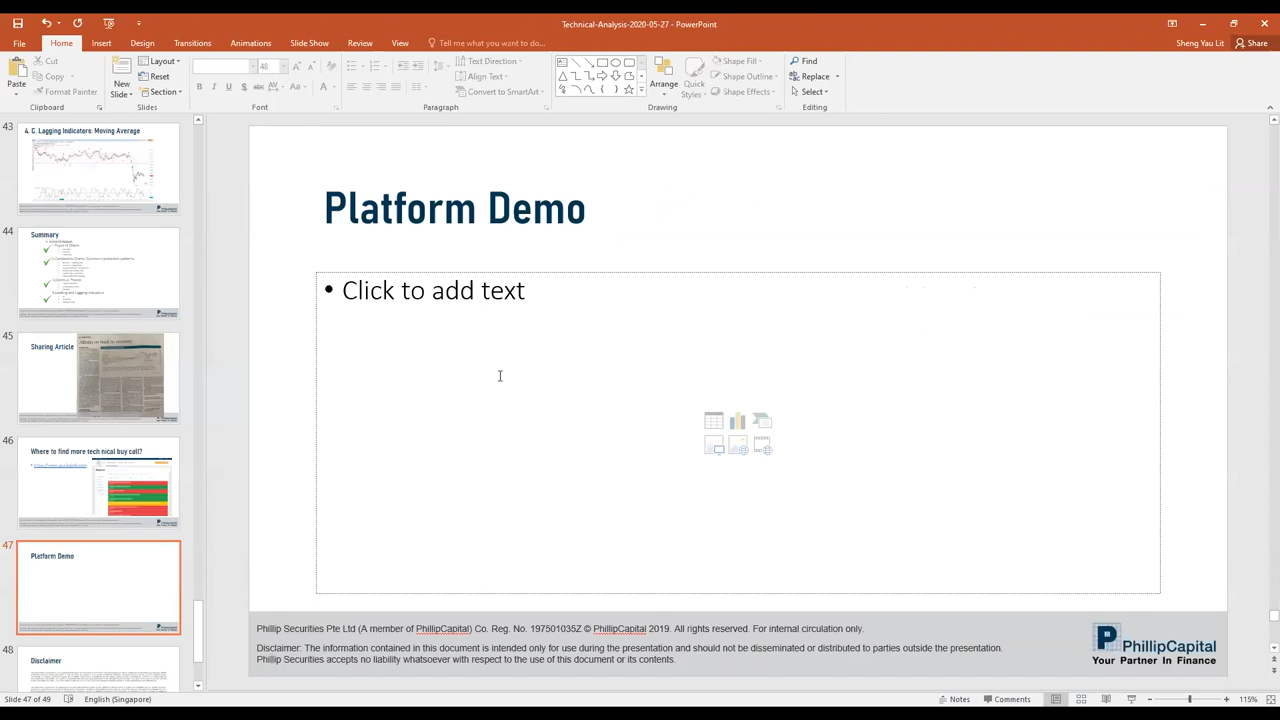 Technical-Analysis-2020-05-27 - PowerPoint
File Home Insert Design Transitions Animations Slide Show Review View Tell me what you want to do... Sheng Yau Lit Share
Paste
Cut
Copy
Format Painter
Clipboard
New Slide
Layout
Reset
Section
Slides
48
Font
Text Direction
Align Text
Convert to SmartArt
Paragraph
Arrange
Quick Styles
Shape Fill
Shape Outline
Shape Effects
Drawing
Find
Replace
Select
Editing
43
4. C. Lagging Indicators: Moving Average
44
Summary
45
Sharing Article
46
Where to find more tech nical buy call?
47
Platform Demo
48
Disclaimer
Platform Demo
• Click to add text
Phillip Securities Pte Ltd (A member of PhillipCapital) Co. Reg. No. 197501035Z © PhillipCapital 2019. All rights reserved. For internal circulation only.
Disclaimer: The information contained in this document is intended only for use during the presentation and should not be disseminated or distributed to parties outside the presentation.
Phillip Securities accepts no liability whatsoever with respect to the use of this document or its contents.
PhillipCapital
Your Partner In Finance
Slide 47 of 49 English (Singapore) Notes Comments 115%